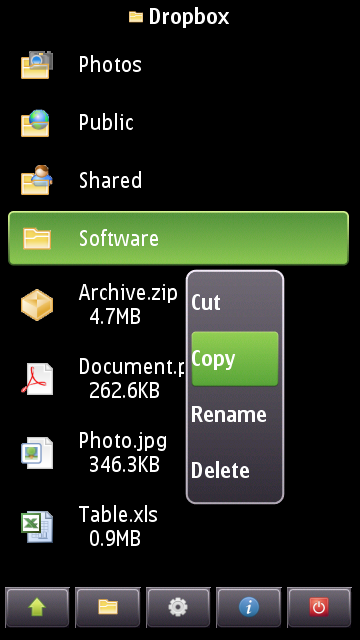 Dropbox
Photos
Public
Shared
Software
Archive.zip
4.7MB
Cut
Document.p
262.6KB
Copy
Rename
Photo.jpg
346.3KB
Delete
Table.xls
0.9MB